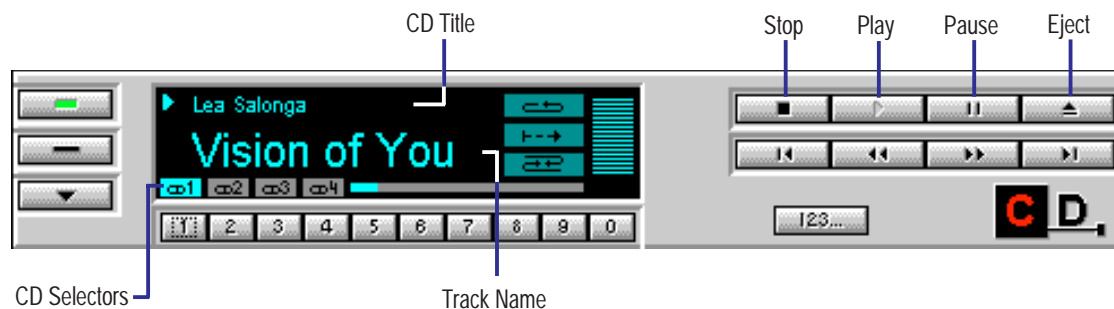 CD Title
Stop Play Pause Eject
Lea Salonga
Vision of You
1 2 3 4
1 2 3 4 5 6 7 8 9 0
123...
CD
CD Selectors
Track Name